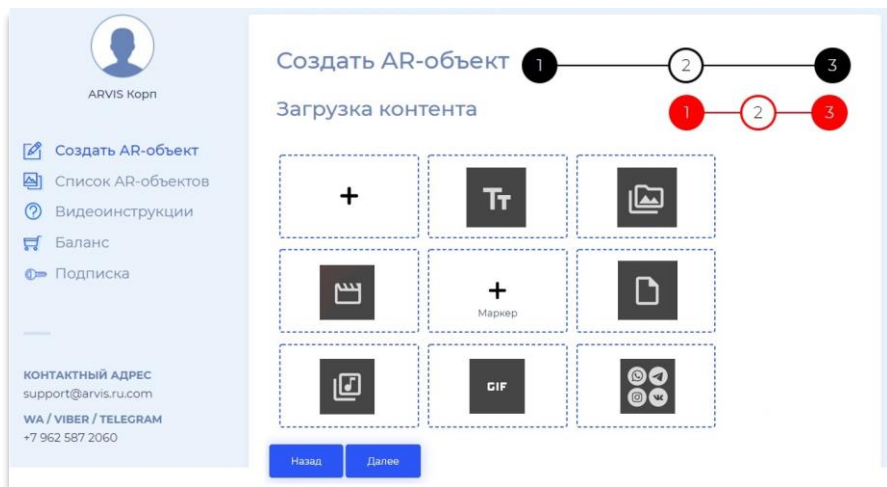 ARVIS Корп
Создать AR-объект
Список AR-объектов
Видеоинструкции
Баланс
Подписка
КОНТАКТНЫЙ АДРЕС
support@arvis.ru.com
WA / VIBER / TELEGRAM
+7 962 587 2060
Создать AR-объект 1 2 3
Загрузка контента 1 2 3
+ Тт
+
Маркер
GIF
Назад Далее